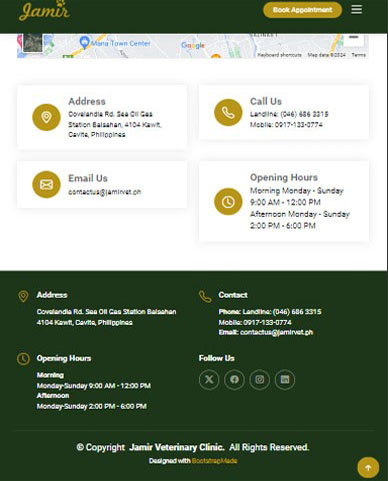 Jamir
Book Appointment
Mana Town Center
Google
Keyboard shortcuts Map data ©2024 Terms
Address
Covelandia Rd. Sea Oil Gas
Station Balsahan, 4104 Kawit,
Cavite, Philippines
Call Us
Landline: (046) 686 3315
Mobile: 0917-133-0774
Email Us
contactus@jamirvet.ph
Opening Hours
Morning Monday - Sunday
9:00 AM - 12:00 PM
Afternoon Monday - Sunday
2:00 PM - 6:00 PM
Address
Covelandia Rd. Sea Oil Gas Station Balsahan
4104 Kawit, Cavite, Philippines
Contact
Phone: Landline: (046) 686 3315
Mobile: 0917-133-0774
Email: contactus@jamirvet.ph
Opening Hours
Morning
Monday-Sunday 9:00 AM - 12:00 PM
Afternoon
Monday-Sunday 2:00 PM - 6:00 PM
Follow Us
© Copyright Jamir Veterinary Clinic. All Rights Reserved.
Designed with BootstrapMade